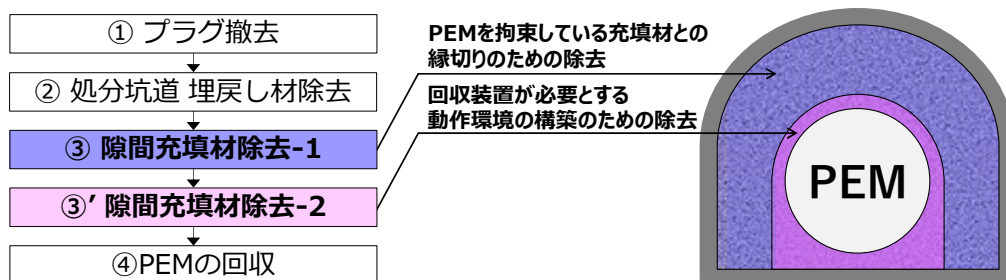 ① プラグ撤去
② 処分坑道 埋戻し材除去
③ 隙間充填材除去-1
③’ 隙間充填材除去-2
④PEMの回収
PEMを拘束している充填材との
縁切りのための除去
回収装置が必要とする
動作環境の構築のための除去
PEM